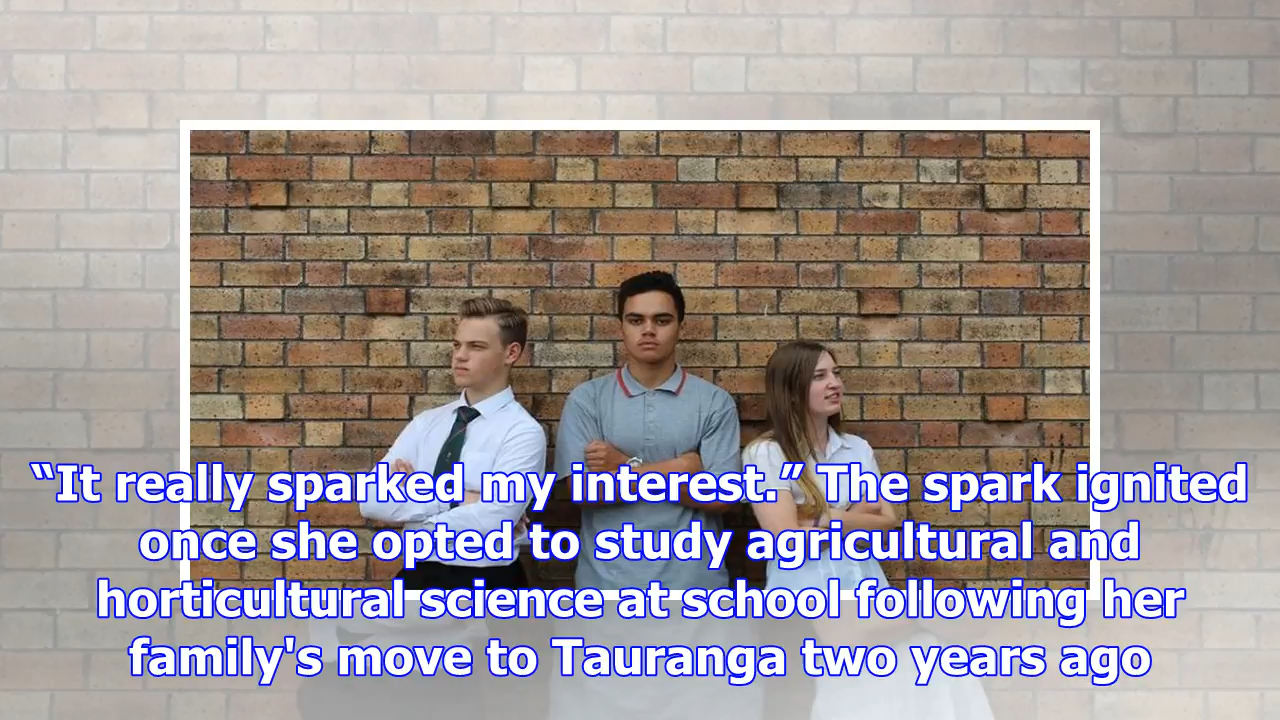 “It really sparked my interest.” The spark ignited
once she opted to study agricultural and
horticultural science at school following her
family's move to Tauranga two years ago